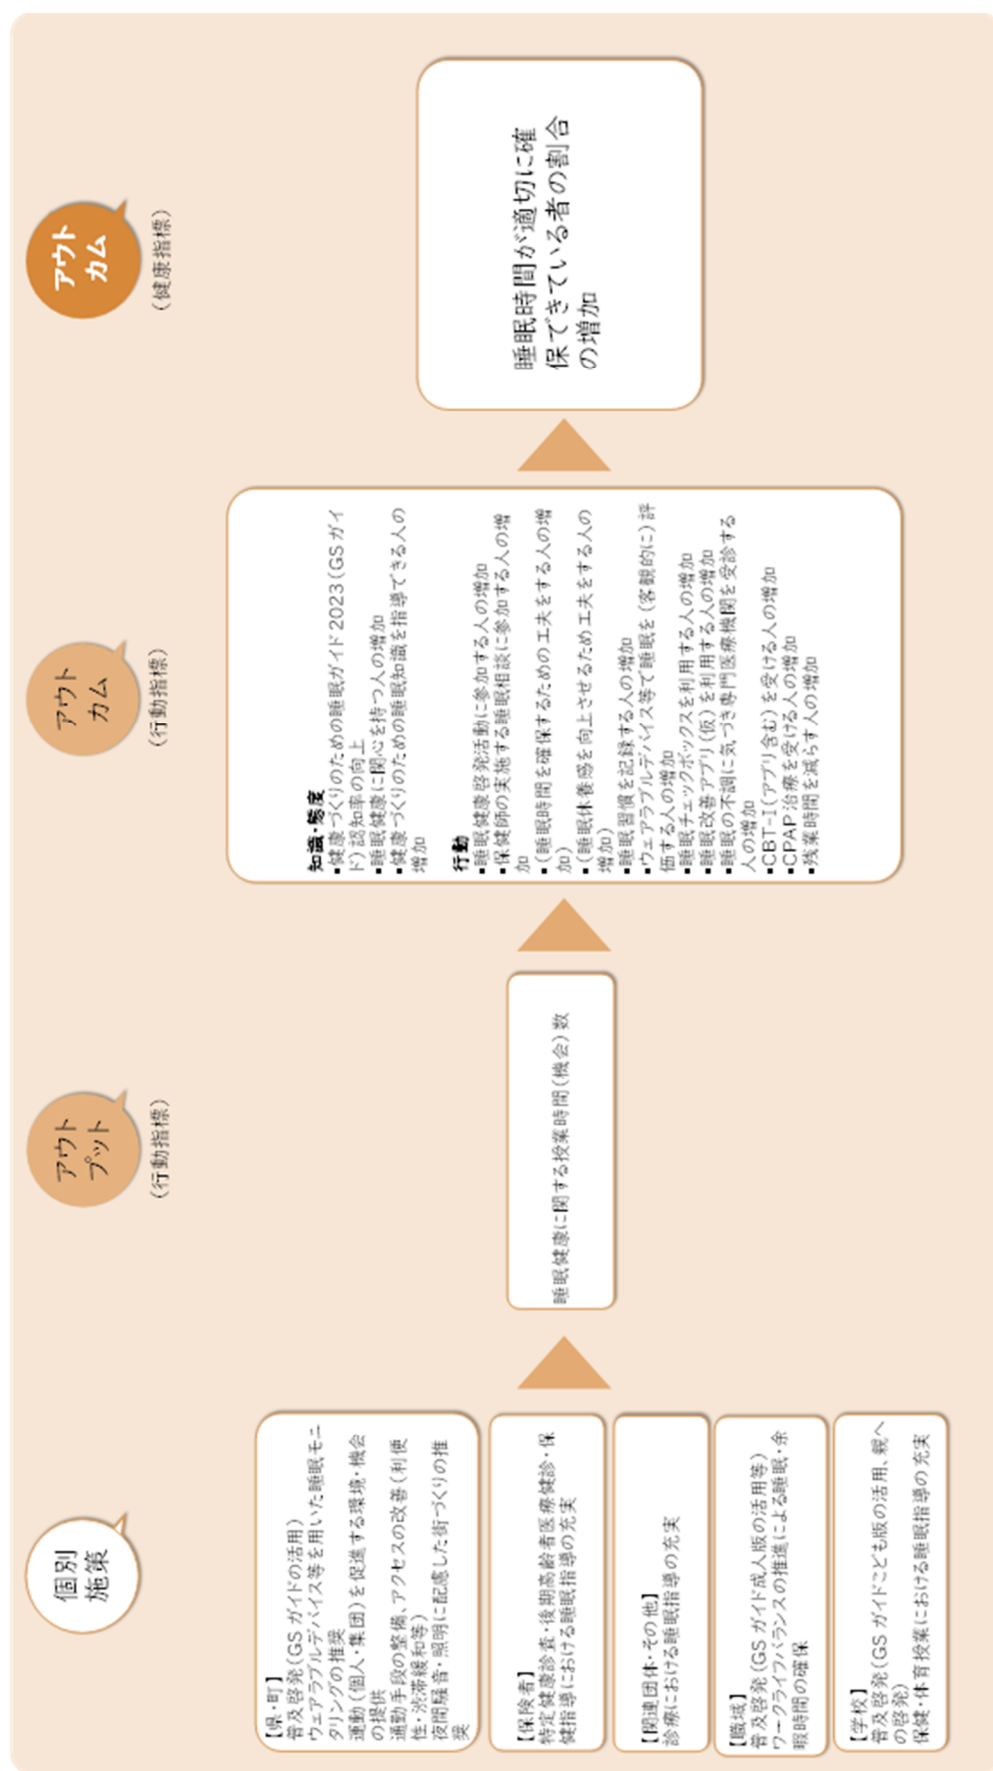 個別
施策
【県・町】
普及啓発(GSガイドの活用)
ウェアラブルデバイス等を用いた睡眠モニ
タリングの推奨
運動(個人・集団)を促進する環境・機会
の提供
通勤手段の整備、アクセスの改善(利便
性・渋滞緩和等)
夜間騒音・照明に配慮した街づくりの推
奨
【保険者】
特定健康診査・後期高齢者医療健診・保
健指導における睡眠指導の充実
【関連団体・その他】
診療における睡眠指導の充実
【職域】
普及啓発(GSガイド成人版の活用等)
ワークライフバランスの推進による睡眠・余
暇時間の確保
【学校】
普及啓発(GSガイドこども版の活用、親へ
の啓発)
保健・体育授業における睡眠指導の充実
アウト
プット
(行動指標)
睡眠健康に関する授業時間(機会)数
アウト
カム
(行動指標)
知識・態度
▪健康づくりのための睡眠ガイド2023(GSガイ
ド)認知率の向上
▪睡眠健康に関心を持つ人の増加
▪健康づくりのための睡眠知識を指導できる人の
増加
行動
▪睡眠健康啓発活動に参加する人の増加
▪保健師の実施する睡眠相談に参加する人の増
加
▪(睡眠時間を確保するための工夫をする人の増
加)
▪(睡眠休養感を向上させるため工夫をする人の
増加)
▪睡眠習慣を記録する人の増加
▪ウェアラブルデバイス等で睡眠を(客観的に)評
価する人の増加
▪睡眠チェックボックスを利用する人の増加
▪睡眠改善アプリ(仮)を利用する人の増加
▪睡眠の不調に気づき専門医療機関を受診する
人の増加
▪CBT-I(アプリ含む)を受ける人の増加
▪CPAP治療を受ける人の増加
▪残業時間を減らす人の増加
アウト
カム
(健康指標)
睡眠時間が適切に確
保できている者の割合
の増加